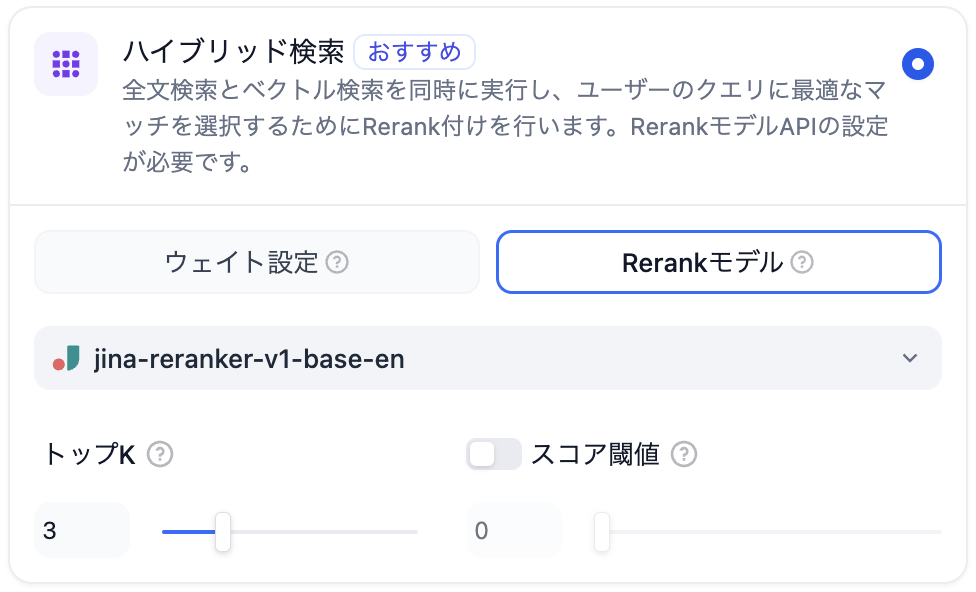 ハイブリッド検索 おすすめ
全文検索とベクトル検索を同時に実行し、ユーザーのクエリに最適なマ
ッチを選択するためにRerank付けを行います。RerankモデルAPIの設定
が必要です。
ウェイト設定 ?
Rerankモデル ?
jina-reranker-v1-base-en
トップK ?
スコア閾値 ?
3
0